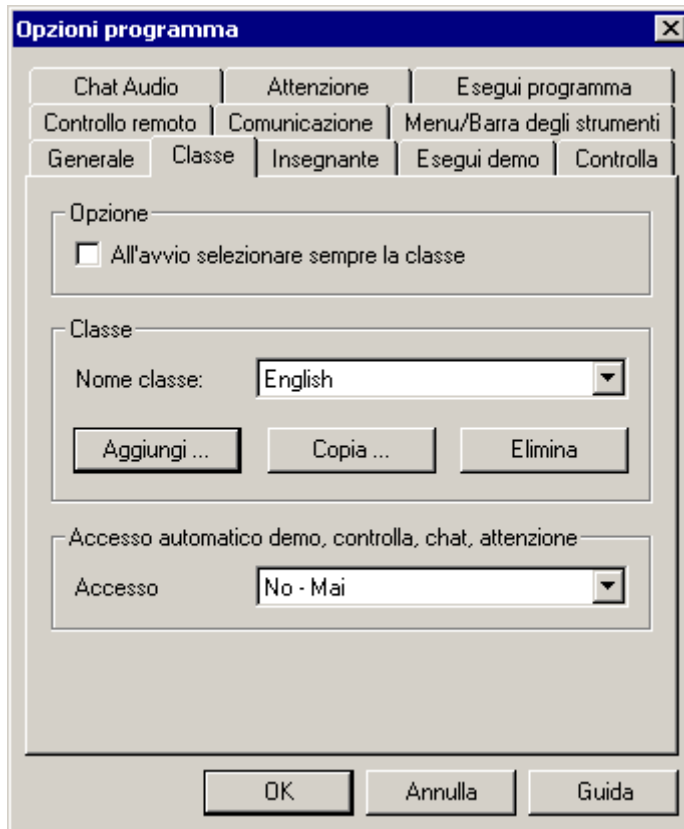 Opzioni programma
Chat Audio Attenzione Esegui programma
Controllo remoto Comunicazione Menu/Barra degli strumenti
Generale Classe Insegnante Esegui demo Controlla
Opzione
All'avvio selezionare sempre la classe
Classe
Nome classe: English
Aggiungi ... Copia ... Elimina
Accesso automatico demo, controlla, chat, attenzione
Accesso No - Mai
OK Annulla Guida